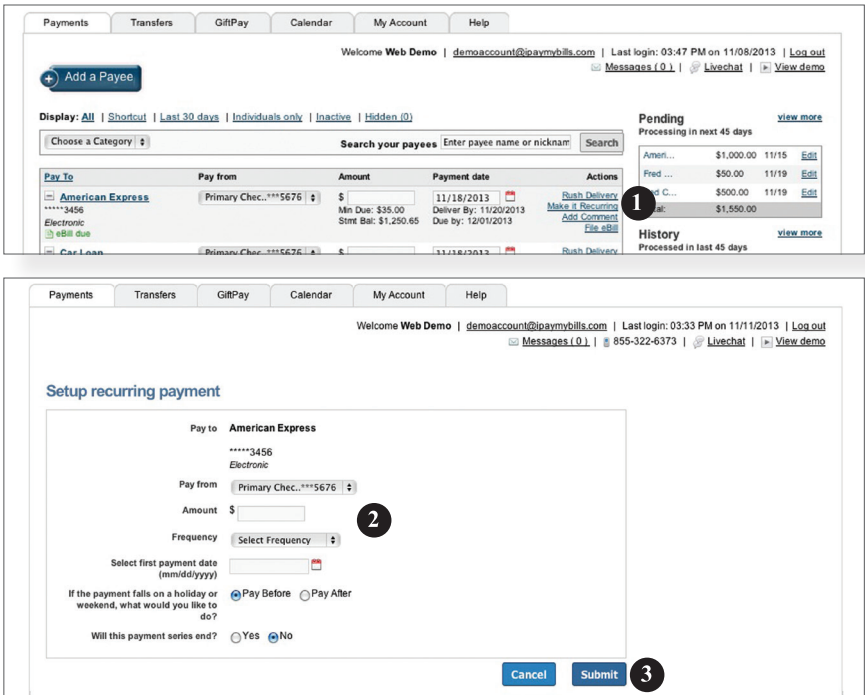 Payments Transfers GiftPay Calendar My Account Help
Welcome Web Demo | demoaccount@ipaymybills.com | Last login: 03:47 PM on 11/08/2013 | Log out
Messages ( 0 ) | Livechat | View demo
+ Add a Payee
Display: All | Shortcut | Last 30 days | Individuals only | Inactive | Hidden (0)
Choose a Category Search your payees Enter payee name or nicknam Search
Pay To Pay from Amount Payment date Actions
American Express Primary Chec..***5676 $ 11/18/2013 Rush Delivery
*****3456 Min Due: $35.00 Deliver By: 11/20/2013 Make it Recurring
Electronic Stmt Bal: $1,250.65 Due by: 12/01/2013 Add Comment
eBill due File eBill
Car Loan Primary Chec..***5676 $ 11/18/2013 Rush Delivery
1
Pending view more
Processing in next 45 days
Ameri... $1,000.00 11/15 Edit
Fred ... $50.00 11/19 Edit
C... $500.00 11/19 Edit
$1,550.00
History view more
Processed in last 45 days
Payments Transfers GiftPay Calendar My Account Help
Welcome Web Demo | demoaccount@ipaymybills.com | Last login: 03:33 PM on 11/11/2013 | Log out
Messages ( 0 ) | 855-322-6373 | Livechat | View demo
Setup recurring payment
Pay to American Express
*****3456
Electronic
Pay from Primary Chec..***5676
Amount $
2
Frequency Select Frequency
Select first payment date
(mm/dd/yyyy)
If the payment falls on a holiday or Pay Before Pay After
weekend, what would you like to
do?
Will this payment series end? Yes No
Cancel Submit 3